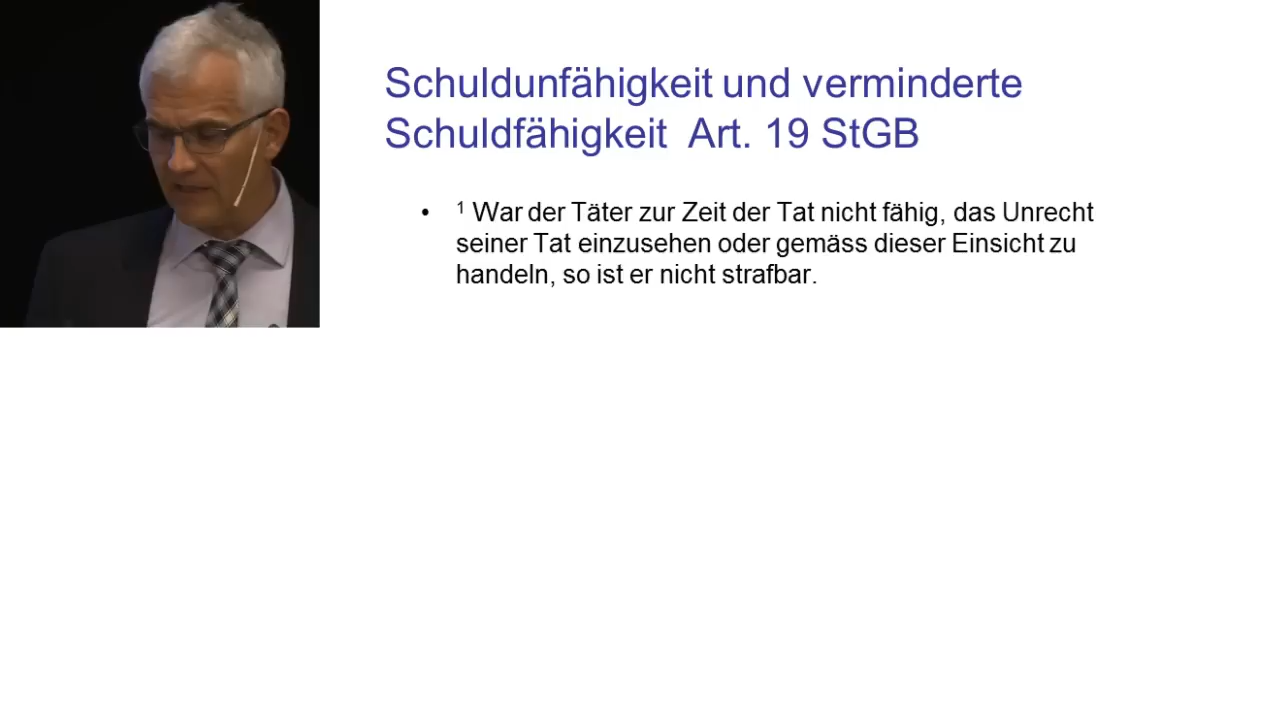 Schuldunfähigkeit und verminderte
Schuldfähigkeit Art. 19 StGB
• ¹ War der Täter zur Zeit der Tat nicht fähig, das Unrecht
seiner Tat einzusehen oder gemäss dieser Einsicht zu
handeln, so ist er nicht strafbar.